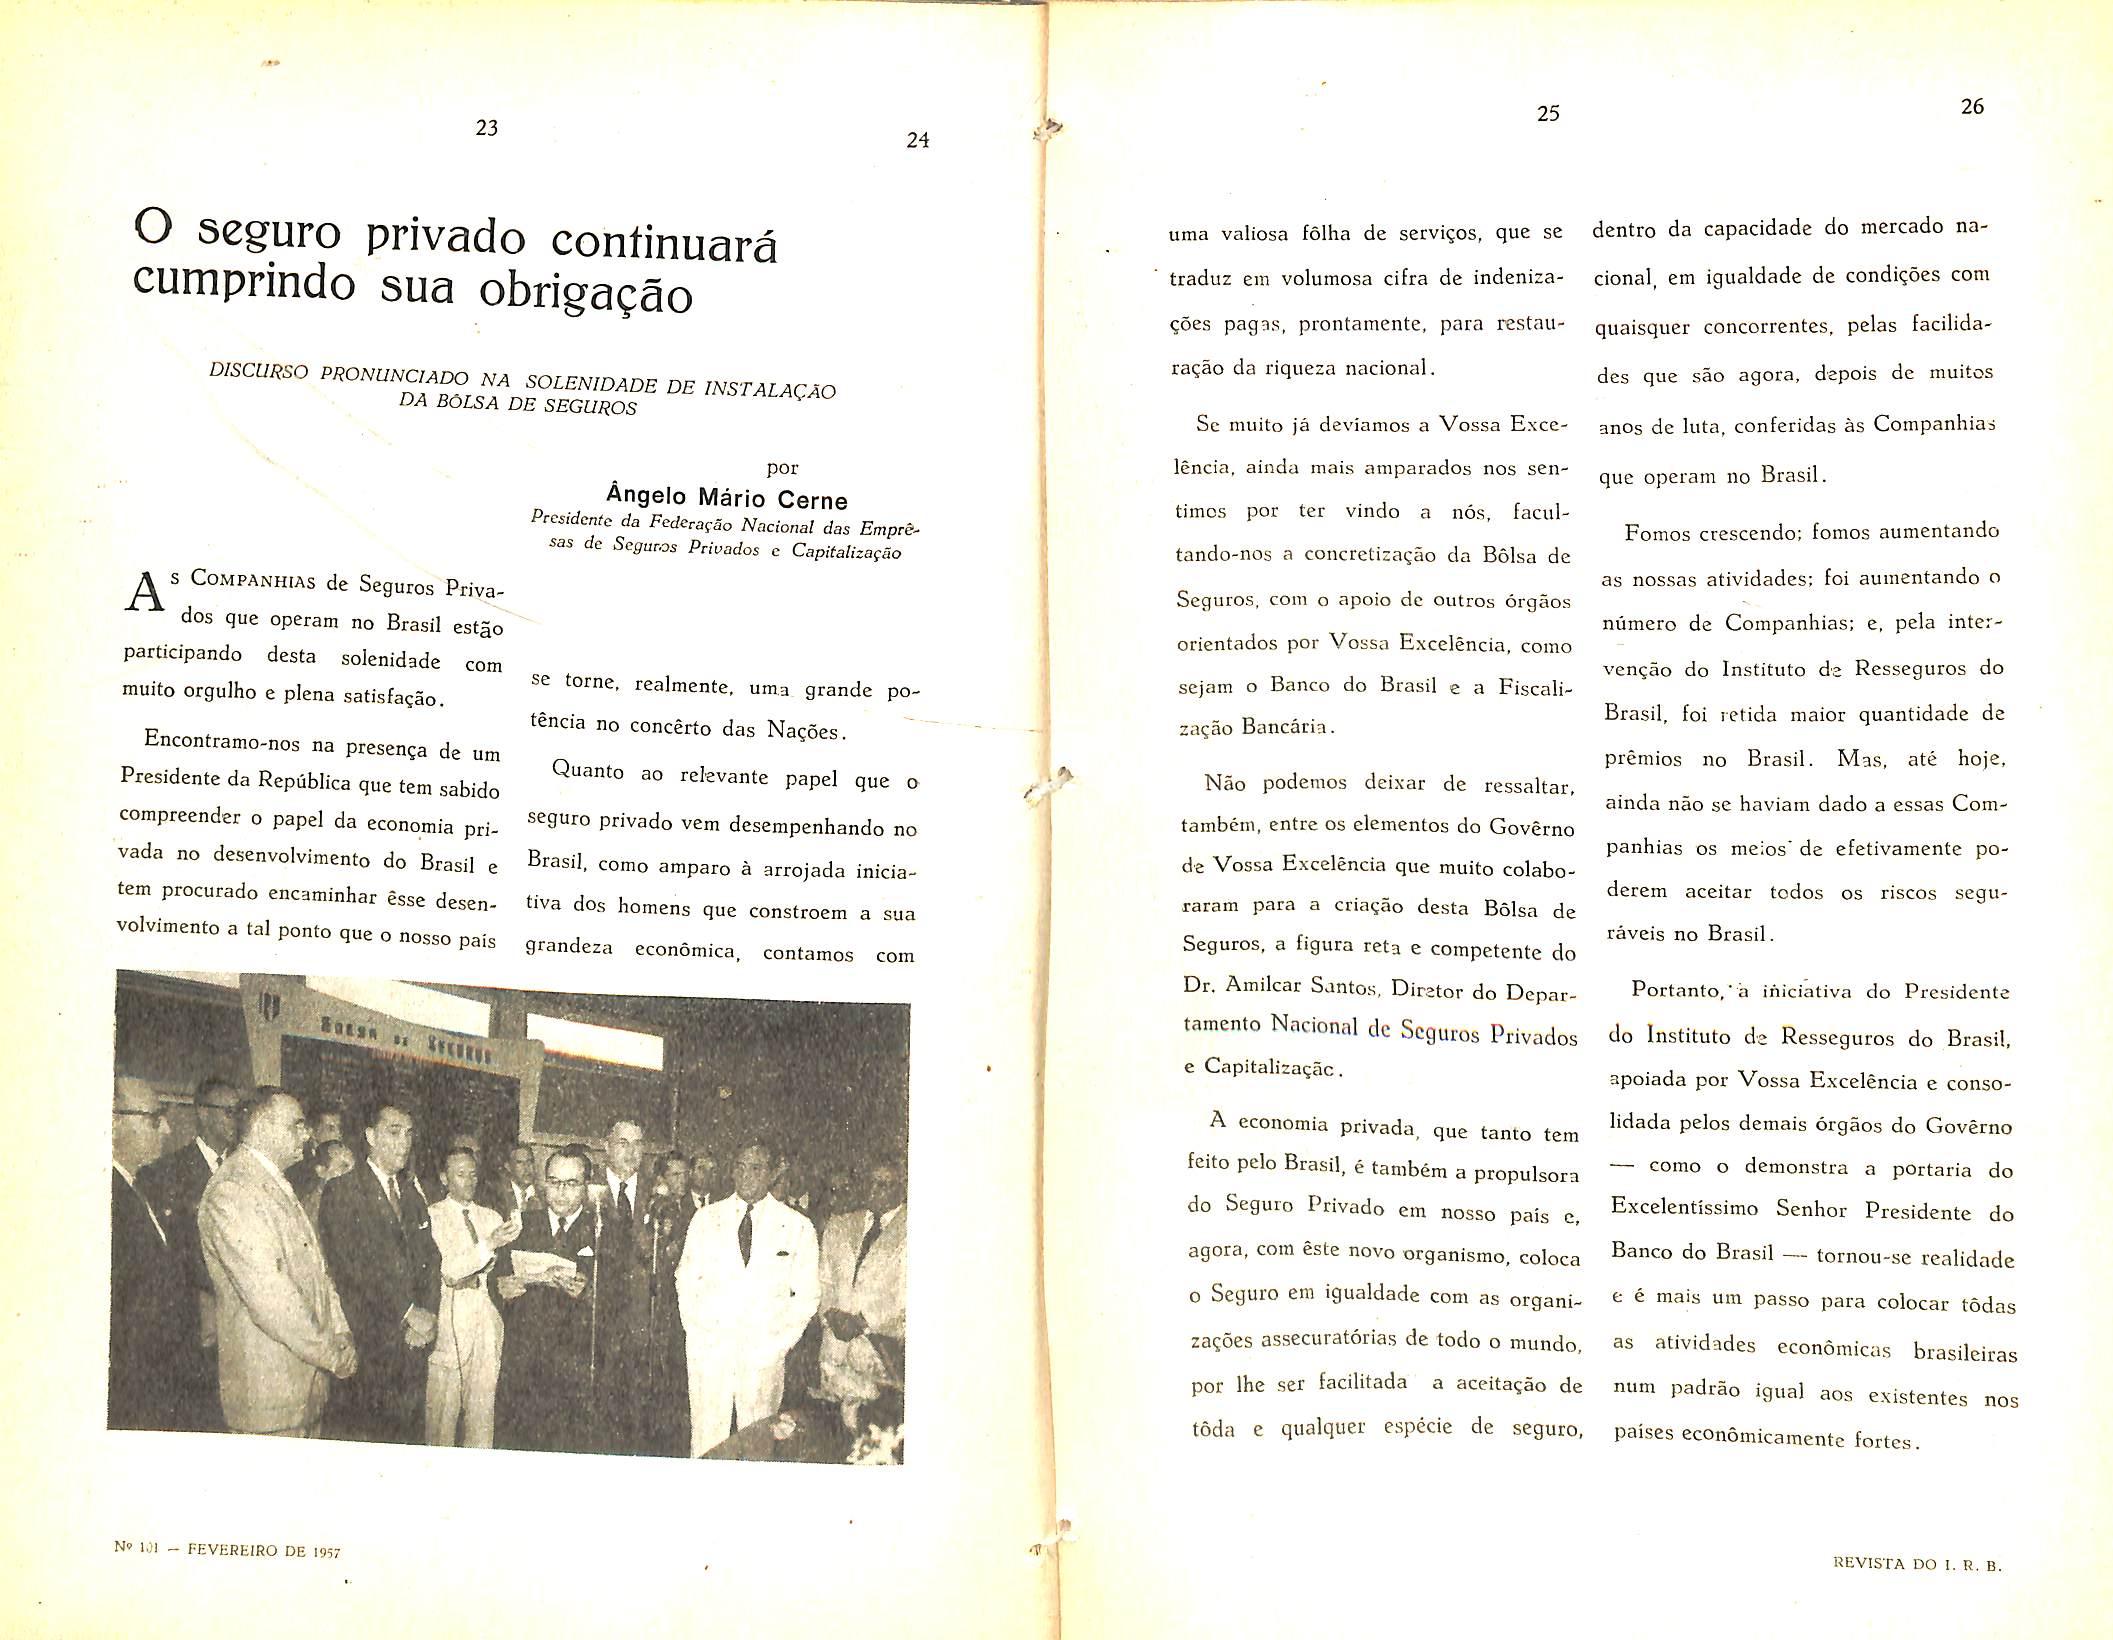 23
24
O seguro privado continuará
cumprindo sua obrigação
DISCURSO PRONUNCIADO NA SOLENIDADE DE INSTALAÇÃO
DA BÔLSA DE SEGUROS
por
Ângelo Mário Cerne
Presidente da Federação Nacional das Emprê-
sas de Seguros Privados e Capitalização
As COMPANHIAS de Seguros Priva-
dos que operam no Brasil estão
participando desta solenidade com
muito orgulho e plena satisfação.
Encontramo-nos na presença de um
Presidente da República que tem sabido
compreender o papel da economia pri-
vada no desenvolvimento do Brasil e
tem procurado encaminhar êsse desen-
volvimento a tal ponto que o nosso país
se torne, realmente, uma grande po-
tência no concêrto das Nações.
Quanto ao relevante papel que o
seguro privado vem desempenhando no
Brasil, como amparo à arrojada inicia-
tiva dos homens que constroem a sua
grandeza econômica, contamos com
BOLSA DE SEGUROS
Nº 101 — FEVEREIRO DE 1957
25
26
uma valiosa fôlha de serviços, que se
traduz em volumosa cifra de indeniza-
ções pagas, prontamente, para restau-
ração da riqueza nacional.
Se muito já devíamos a Vossa Exce-
lência, ainda mais amparados nos sen-
timos por ter vindo a nós, facul-
tando-nos a concretização da Bôlsa de
Seguros, com o apoio de outros órgãos
orientados por Vossa Excelência, como
sejam o Banco do Brasil e a Fiscali-
zação Bancária.
Não podemos deixar de ressaltar,
também, entre os elementos do Govêrno
de Vossa Excelência que muito colabo-
raram para a criação desta Bôlsa de
Seguros, a figura reta e competente do
Dr. Amilcar Santos, Diretor do Depar-
tamento Nacional de Seguros Privados
e Capitalização.
A economia privada, que tanto tem
feito pelo Brasil, é também a propulsora
do Seguro Privado em nosso país e,
agora, com êste novo organismo, coloca
o Seguro em igualdade com as organi-
zações assecuratórias de todo o mundo,
por lhe ser facilitada a aceitação de
tôda e qualquer espécie de seguro,
dentro da capacidade do mercado na-
cional, em igualdade de condições com
quaisquer concorrentes, pelas facilida-
des que são agora, depois de muitos
anos de luta, conferidas às Companhias
que operam no Brasil.
Fomos crescendo; fomos aumentando
as nossas atividades; foi aumentando o
número de Companhias; e, pela inter-
venção do Instituto de Resseguros do
Brasil, foi retida maior quantidade de
prêmios no Brasil. Mas, até hoje,
ainda não se haviam dado a essas Com-
panhias os meios de efetivamente po-
derem aceitar todos os riscos segu-
ráveis no Brasil.
Portanto, a iniciativa do Presidente
do Instituto de Resseguros do Brasil,
apoiada por Vossa Excelência e conso-
lidada pelos demais órgãos do Govêrno
— como o demonstra a portaria do
Excelentíssimo Senhor Presidente do
Banco do Brasil — tornou-se realidade
e é mais um passo para colocar tôdas
as atividades econômicas brasileiras
num padrão igual aos existentes nos
países econômicamente fortes.
REVISTA DO I. R. B.